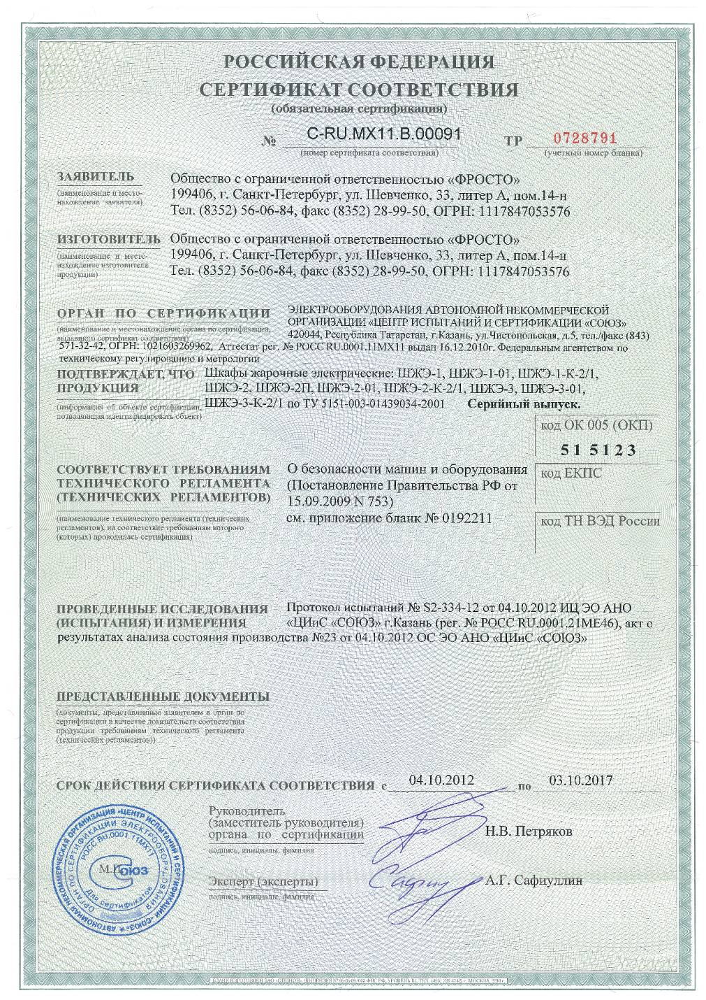 РОССИЙСКАЯ ФЕДЕРАЦИЯ
СЕРТИФИКАТ СООТВЕТСТВИЯ
(обязательная сертификация)
№ C-RU.MX11.B.00091 ТР 0728791
(номер сертификата соответствия) (учетный номер бланка)
ЗАЯВИТЕЛЬ Общество с ограниченной ответственностью «ФРОСТО»
(наименование и место- 199406, г. Санкт-Петербург, ул. Шевченко, 33, литер А, пом.14-н
нахождение заявителя) Тел. (8352) 56-06-84, факс (8352) 28-99-50, ОГРН: 1117847053576
ИЗГОТОВИТЕЛЬ Общество с ограниченной ответственностью «ФРОСТО»
(наименование и место- 199406, г. Санкт-Петербург, ул. Шевченко, 33, литер А, пом.14-н
нахождение изготовителя Тел. (8352) 56-06-84, факс (8352) 28-99-50, ОГРН: 1117847053576
продукции)
ОРГАН ПО СЕРТИФИКАЦИИ ЭЛЕКТРООБОРУДОВАНИЯ АВТОНОМНОЙ НЕКОММЕРЧЕСКОЙ
ОРГАНИЗАЦИИ «ЦЕНТР ИСПЫТАНИЙ И СЕРТИФИКАЦИИ «СОЮЗ»
(наименование и местонахождение органа по сертификации, 420044, Республика Татарстан, г.Казань, ул.Чистопольская, д.5, тел./факс (843)
выдавшего сертификат соответствия)
571-32-42, ОГРН: 1021603269962, Аттестат рег. № РОСС RU.0001.11МХ11 выдан 16.12.2010г. Федеральным агентством по
техническому регулированию и метрологии
ПОДТВЕРЖДАЕТ, ЧТО Шкафы жарочные электрические: ШЖЭ-1, ШЖЭ-1-01, ШЖЭ-1-К-2/1,
ПРОДУКЦИЯ ШЖЭ-2, ШЖЭ-2П, ШЖЭ-2-01, ШЖЭ-2-К-2/1, ШЖЭ-3, ШЖЭ-3-01,
(информация об объекте сертификации, ШЖЭ-3-К-2/1 по ТУ 5151-003-01439034-2001 Серийный выпуск.
позволяющая идентифицировать объект)
код ОК 005 (ОКП)
51 5123
СООТВЕТСТВУЕТ ТРЕБОВАНИЯМ О безопасности машин и оборудования код ЕКПС
ТЕХНИЧЕСКОГО РЕГЛАМЕНТА (Постановление Правительства РФ от
(ТЕХНИЧЕСКИХ РЕГЛАМЕНТОВ) 15.09.2009 N 753)
(наименование технического регламента (технических см. приложение бланк № 0192211 код ТН ВЭД России
регламентов), на соответствие требованиям которого
(которых) проводилась сертификация)
ПРОВЕДЕННЫЕ ИССЛЕДОВАНИЯ Протокол испытаний № S2-334-12 от 04.10.2012 ИЦ ЭО АНО
(ИСПЫТАНИЯ) И ИЗМЕРЕНИЯ «ЦИиС «СОЮЗ» г.Казань (рег. № РОСС RU.0001.21МЕ46), акт о
результатах анализа состояния производства №23 от 04.10.2012 ОС ЭО АНО «ЦИиС «СОЮЗ»
ПРЕДСТАВЛЕННЫЕ ДОКУМЕНТЫ
(документы, представленные заявителем в орган по
сертификации в качестве доказательств соответствия
продукции требованиям технического регламента
(технических регламентов))
СРОК ДЕЙСТВИЯ СЕРТИФИКАТА СООТВЕТСТВИЯ с 04.10.2012 по 03.10.2017
Руководитель
(заместитель руководителя)
органа по сертификации Н.В. Петряков
подпись, инициалы, фамилия
Эксперт (эксперты) А.Г. Сафиуллин
подпись, инициалы, фамилия
АВТОНОМНАЯ НЕКОММЕРЧЕСКАЯ ОРГАНИЗАЦИЯ «ЦЕНТР ИСПЫТАНИЙ И СЕРТИФИКАЦИИ «СОЮЗ»
ОРГАН ПО СЕРТИФИКАЦИИ ЭЛЕКТРООБОРУДОВАНИЯ
РОСС.RU.0001.11МХ11
М.П.
СОЮЗ
Для сертификатов